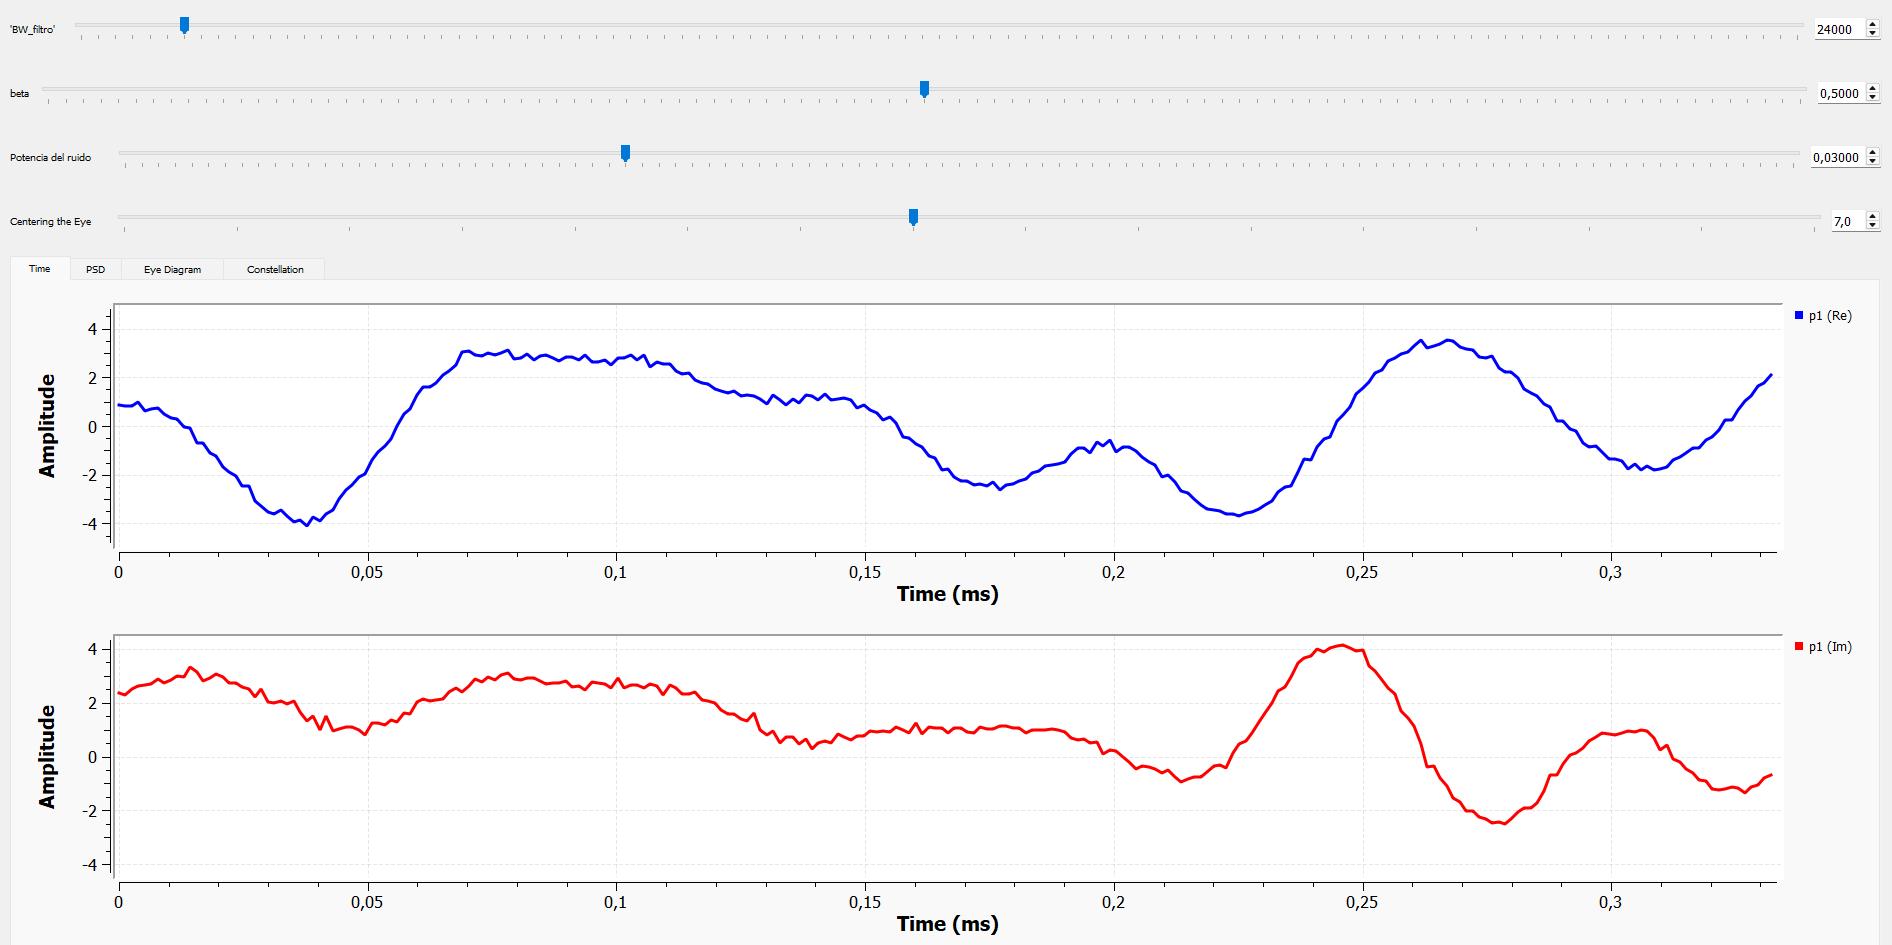 'BW_filtro' 24000
beta 0,5000
Potencia del ruido 0,03000
Centering the Eye 7,0
Time PSD Eye Diagram Constellation
p1 (Re)
Amplitude
4
2
0
-2
-4
0 0,05 0,1 0,15 0,2 0,25 0,3
Time (ms)
p1 (Im)
Amplitude
4
2
0
-2
-4
0 0,05 0,1 0,15 0,2 0,25 0,3
Time (ms)